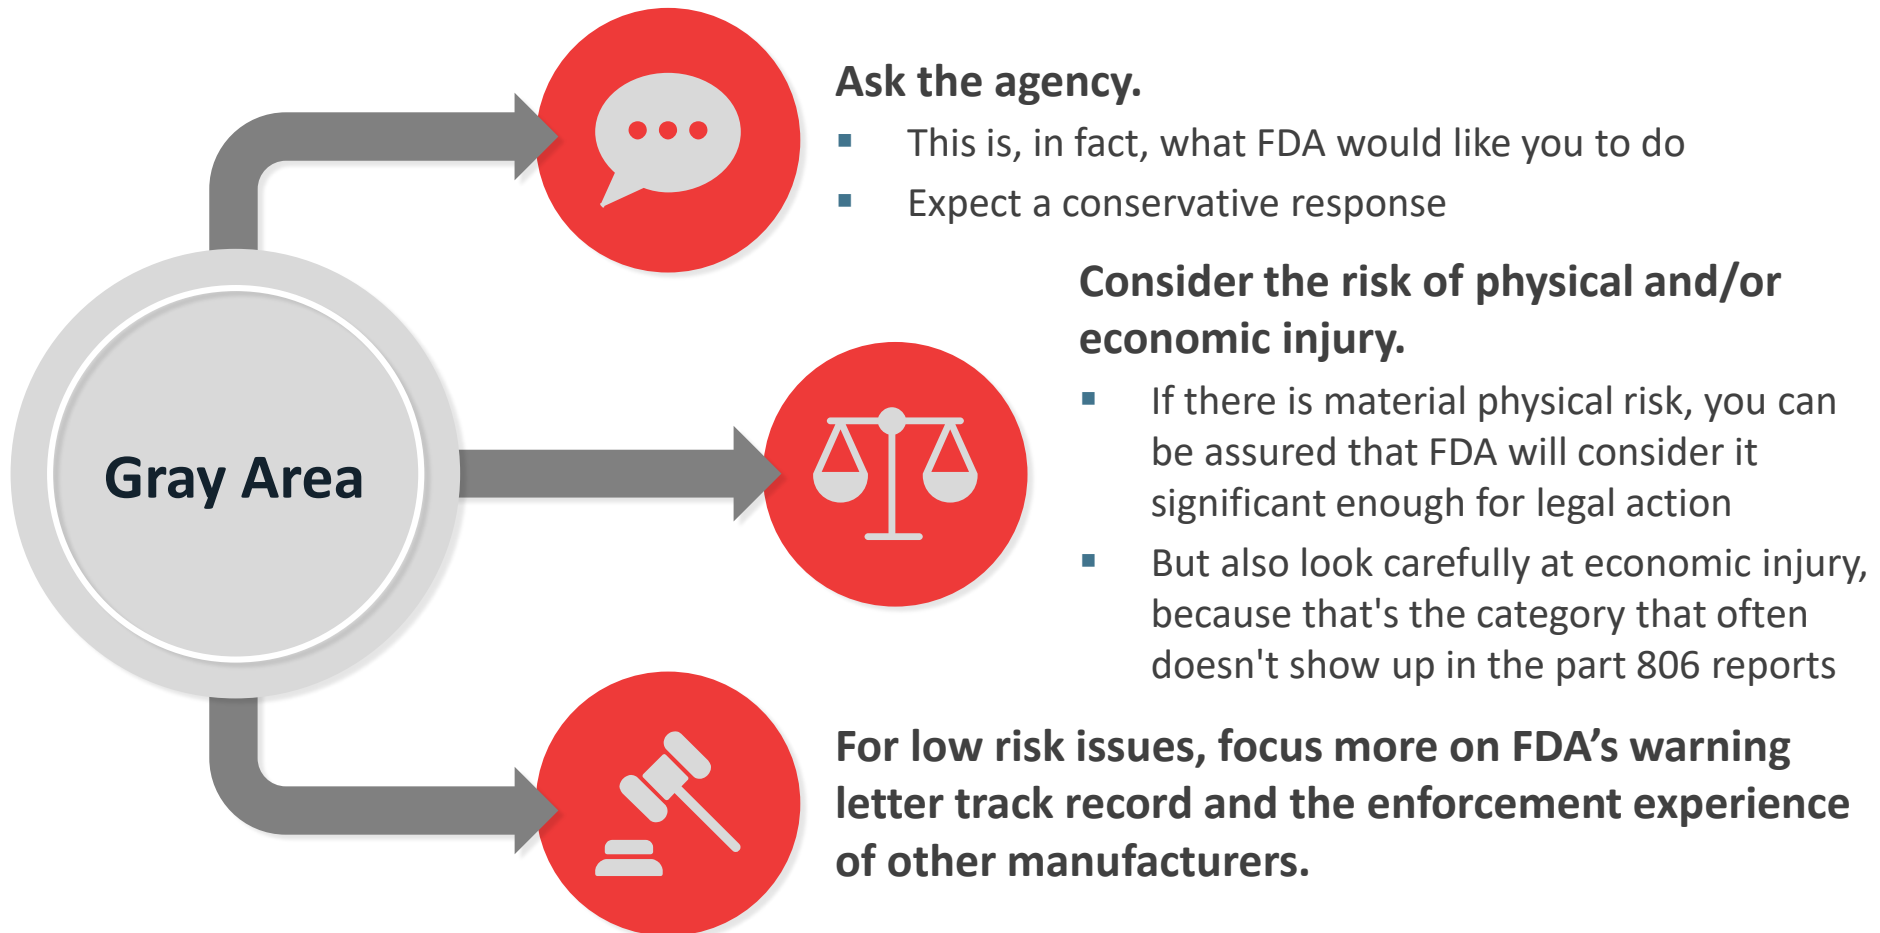 Gray Area
Ask the agency.
▪ This is, in fact, what FDA would like you to do
▪ Expect a conservative response
Consider the risk of physical and/or
economic injury.
▪ If there is material physical risk, you can
be assured that FDA will consider it
significant enough for legal action
▪ But also look carefully at economic injury,
because that's the category that often
doesn't show up in the part 806 reports
For low risk issues, focus more on FDA’s warning
letter track record and the enforcement experience
of other manufacturers.